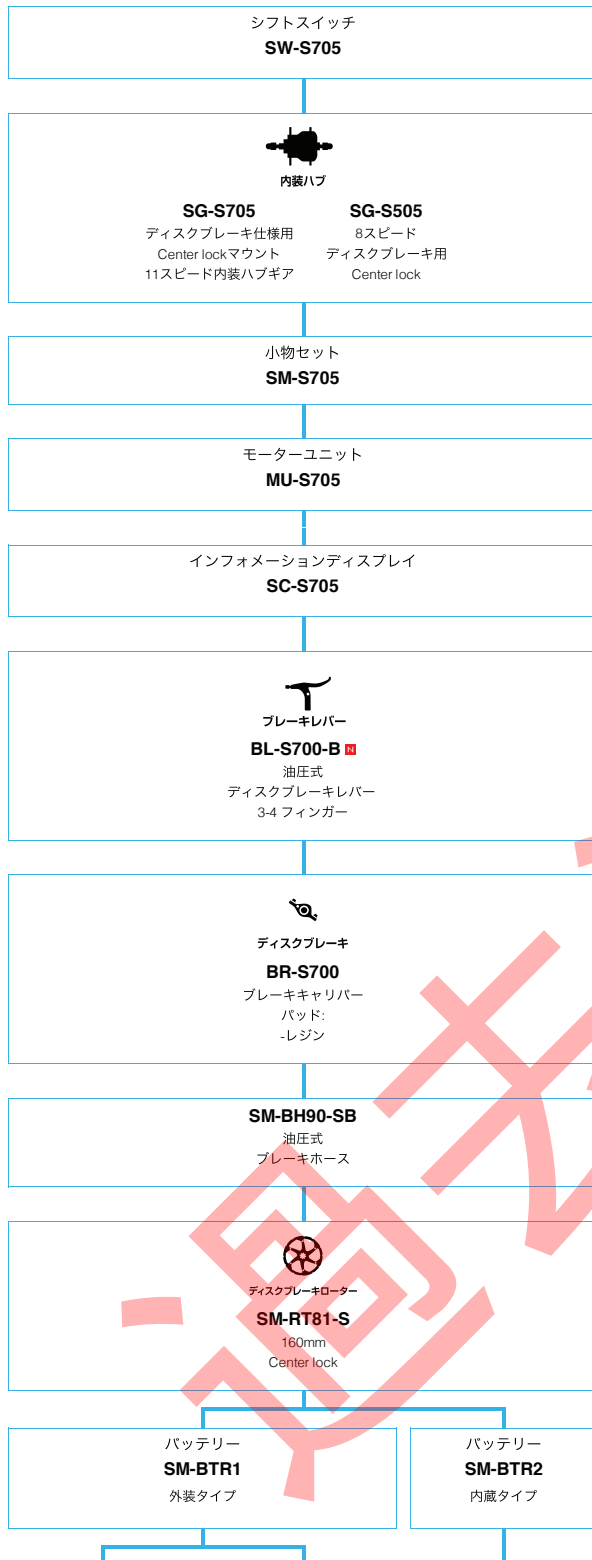 シフトスイッチ
SW-S705
内装ハブ
SG-S705
ディスクブレーキ仕様用
Center lockマウント
11スピード内装ハブギア
SG-S505
8スピード
ディスクブレーキ用
Center lock
小物セット
SM-S705
モーターユニット
MU-S705
インフォメーションディスプレイ
SC-S705
ブレーキレバー
BL-S700-B N
油圧式
ディスクブレーキレバー
3-4 フィンガー
ディスクブレーキ
BR-S700
ブレーキキャリパー
パッド:
-レジン
SM-BH90-SB
油圧式
ブレーキホース
ディスクブレーキローター
SM-RT81-S
160mm
Center lock
バッテリー
SM-BTR1
外装タイプ
バッテリー
SM-BTR2
内蔵タイプ
過去